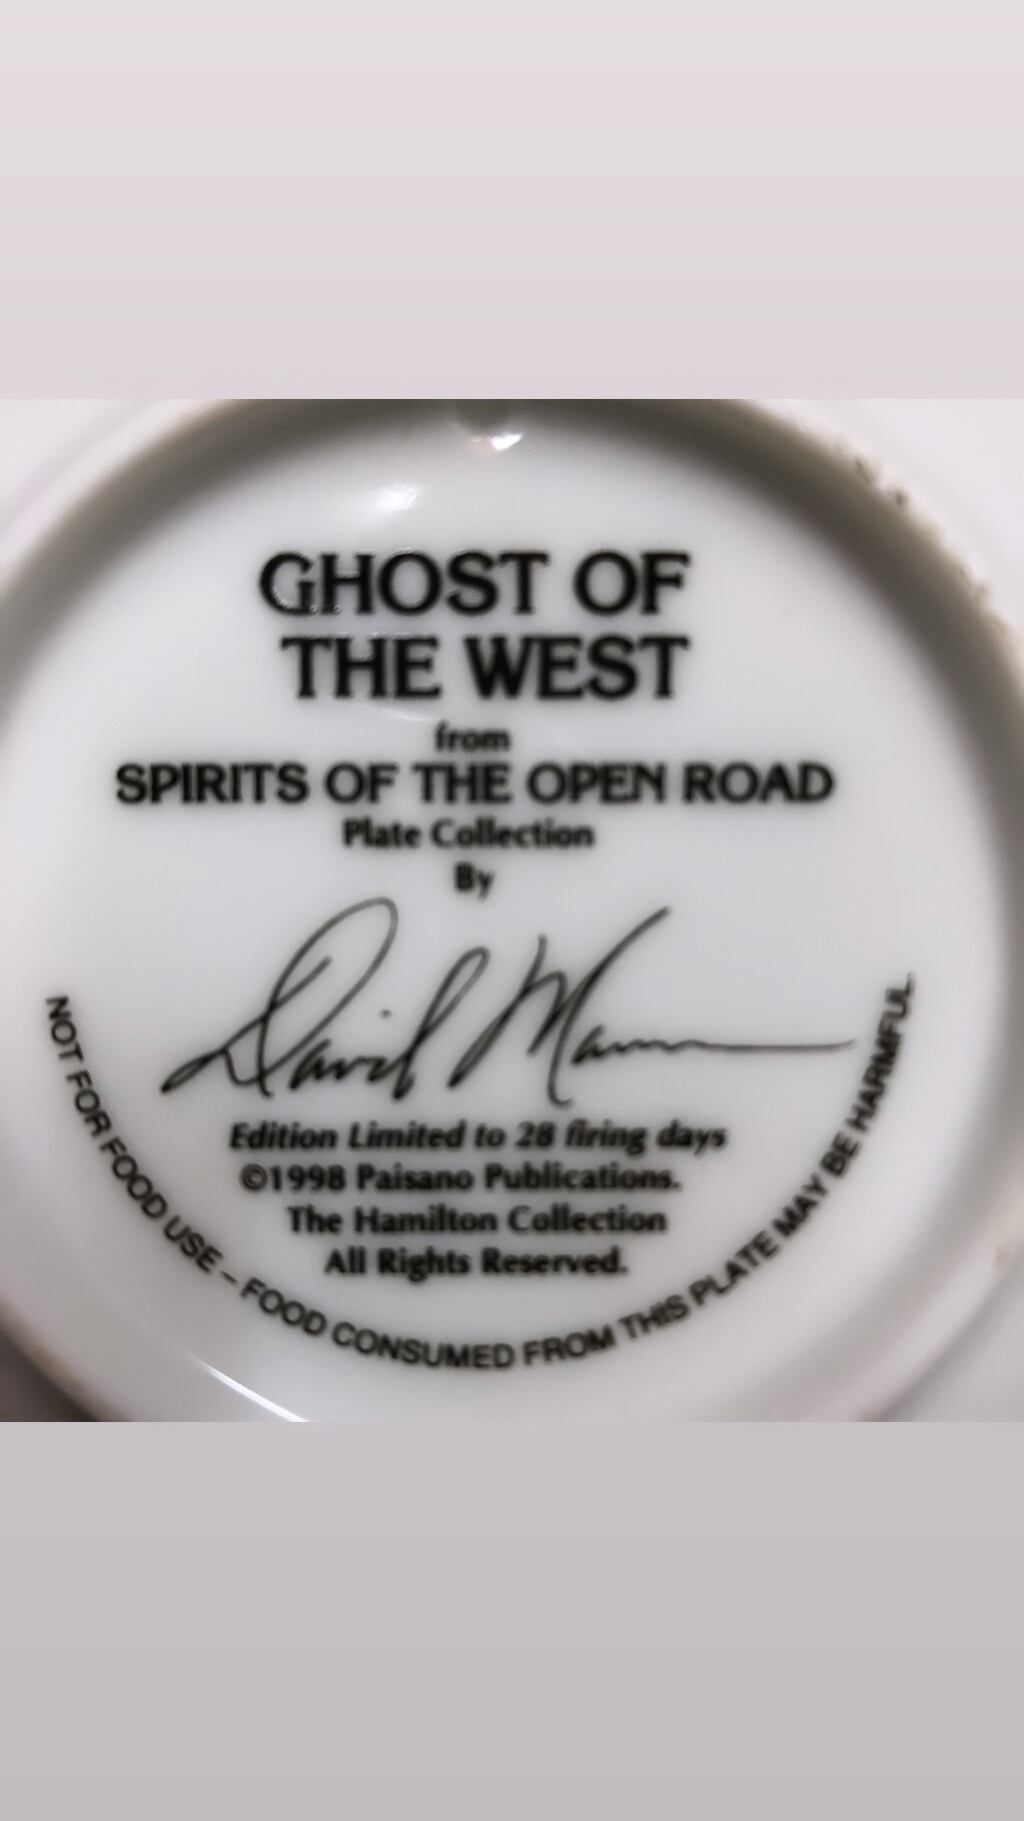 GHOST OF
THE WEST
from
SPIRITS OF THE OPEN ROAD
Plate Collection
By
David Mann
Edition Limited to 28 firing days
©1998 Paisano Publications.
The Hamilton Collection
All Rights Reserved.
NOT FOR FOOD USE – FOOD CONSUMED FROM THIS PLATE MAY BE HARMFUL.